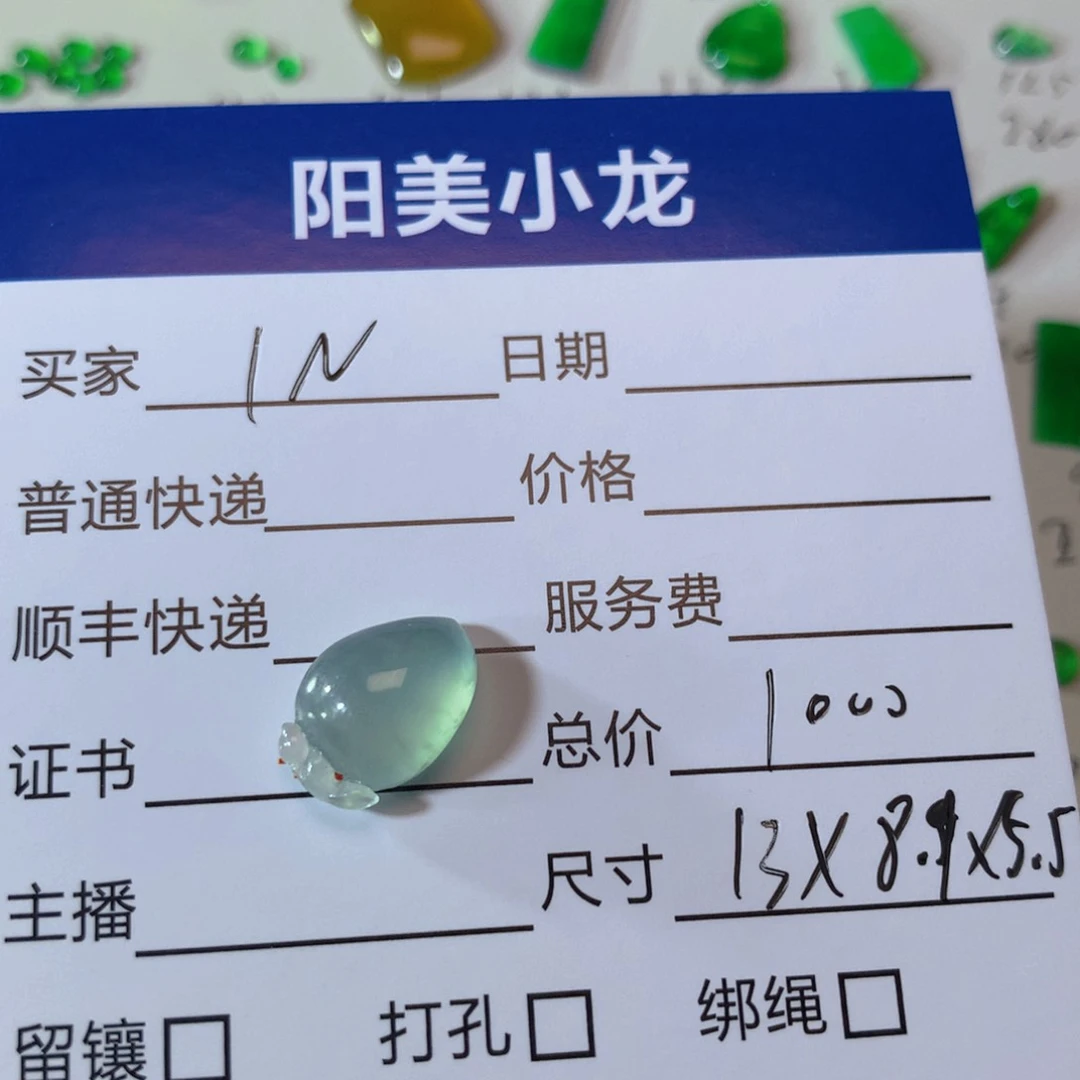 阳美小龙
买家 1N 日期
普通快递 价格
顺丰快递 服务费
证书 总价 1000
主播 尺寸 13X8.9X5.5
留镶 打孔 绑绳